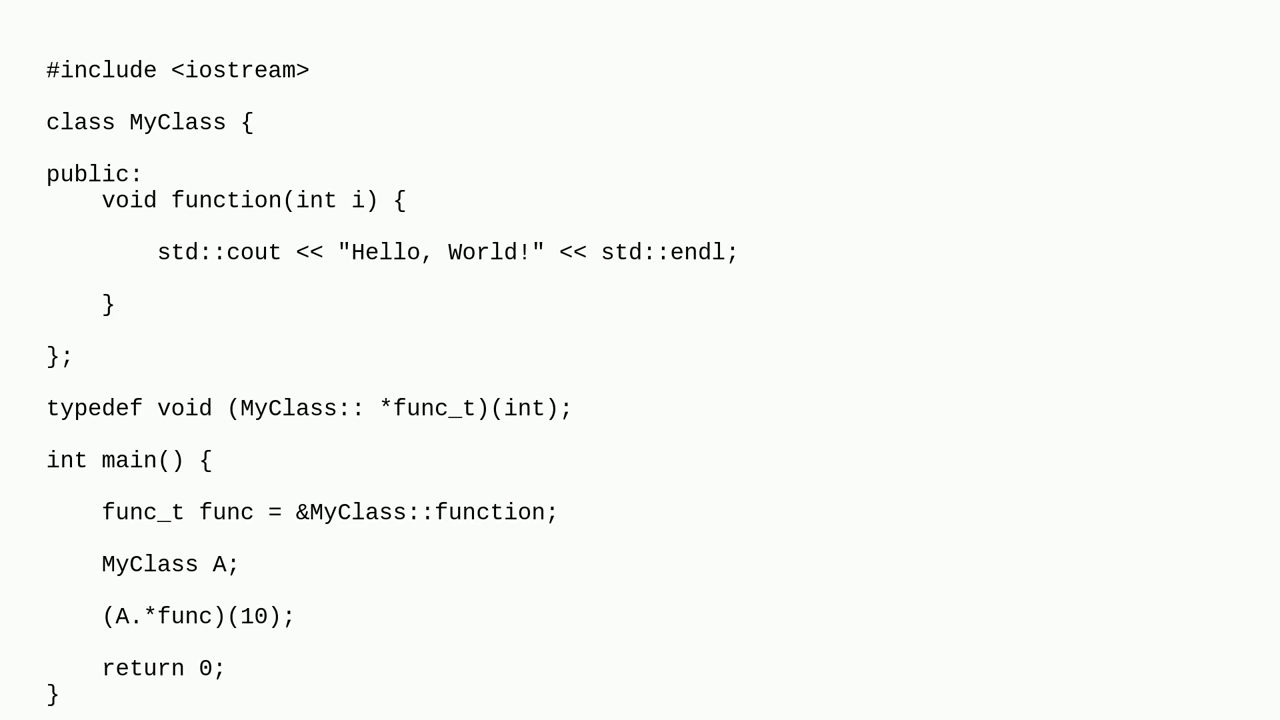 #include <iostream>
class MyClass {
public:
    void function(int i) {
        std::cout << "Hello, World!" << std::endl;
    }
};
typedef void (MyClass:: *func_t)(int);
int main() {
    func_t func = &MyClass::function;
    MyClass A;
    (A.*func)(10);
    return 0;
}